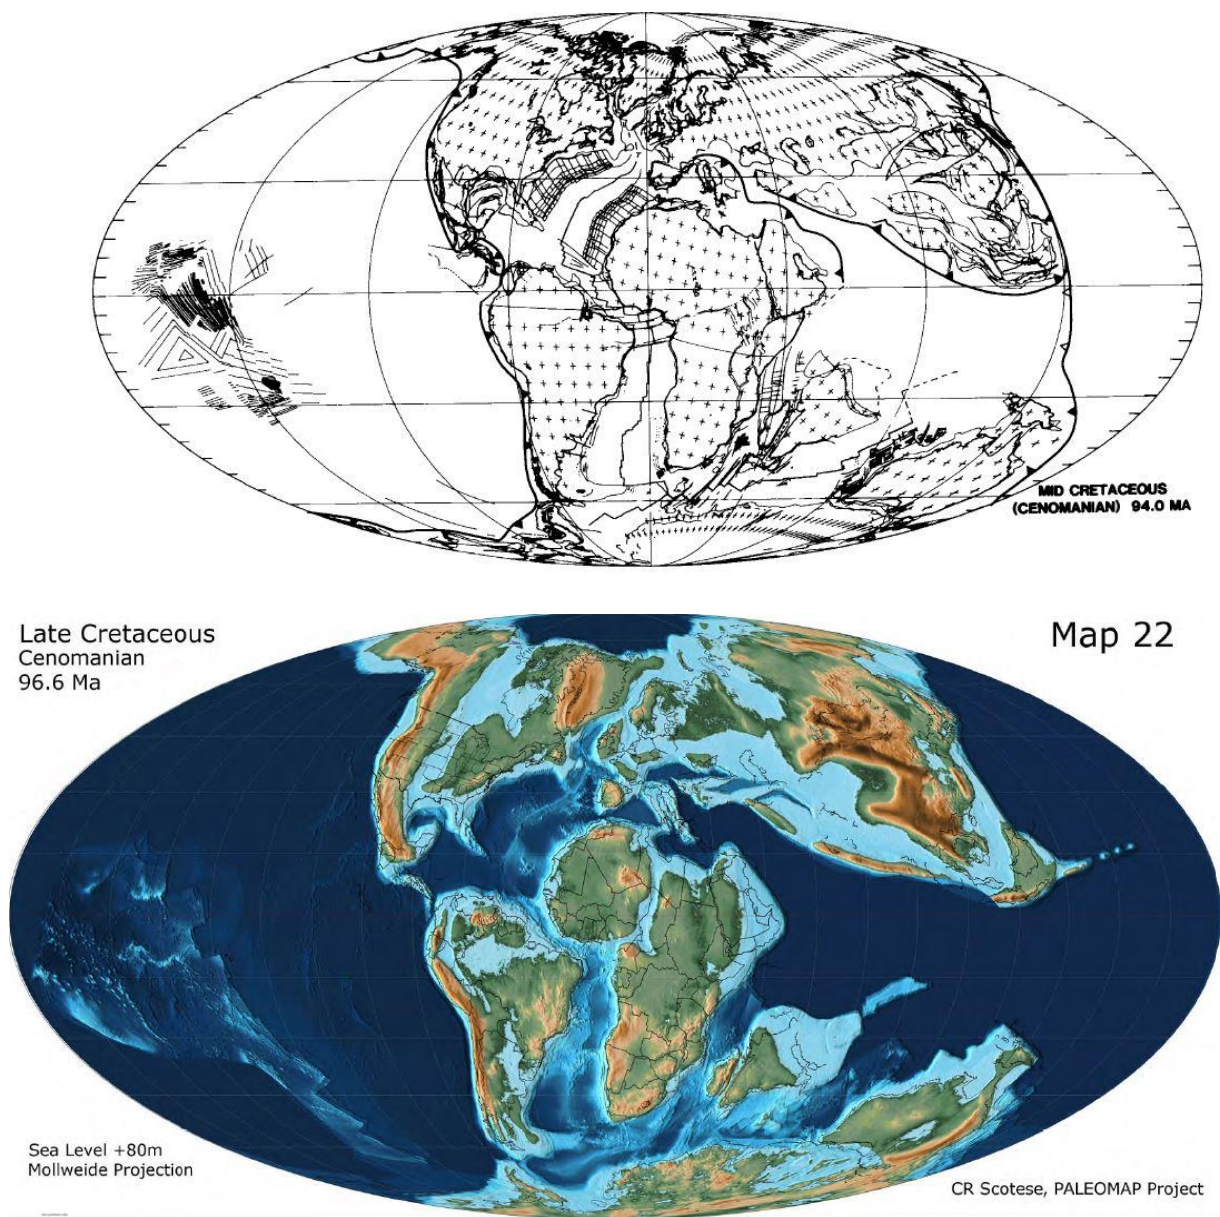 MID CRETACEOUS
(CENOMANIAN) 94.0 MA
Late Cretaceous
Cenomanian
96.6 Ma
Map 22
Sea Level +80m
Mollweide Projection
CR Scotese, PALEOMAP Project